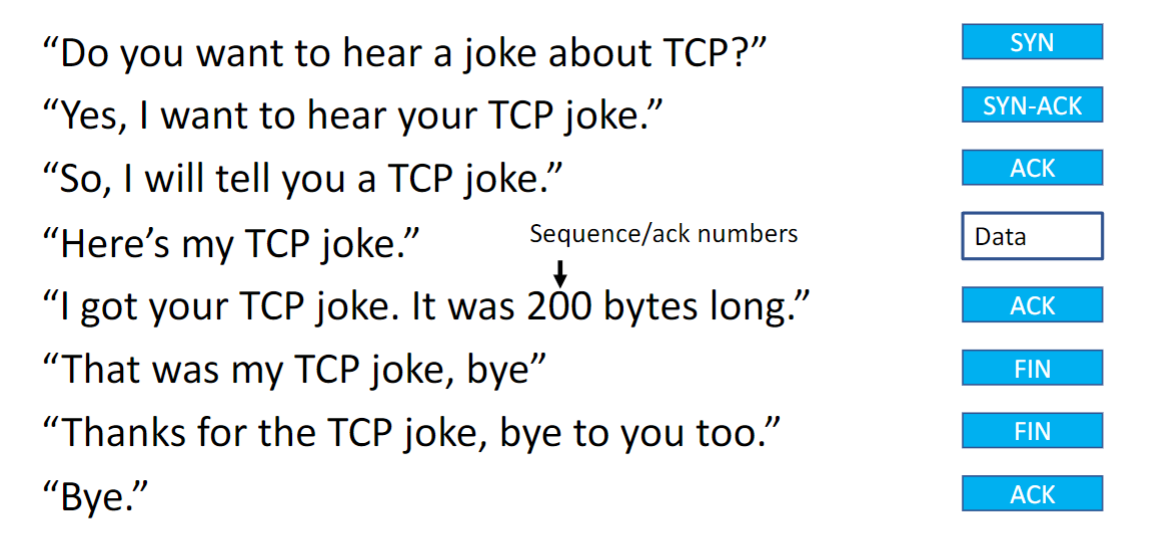 “Do you want to hear a joke about TCP?” SYN
“Yes, I want to hear your TCP joke.” SYN-ACK
“So, I will tell you a TCP joke.” ACK
“Here’s my TCP joke.” Sequence/ack numbers Data
“I got your TCP joke. It was 200 bytes long.” ACK
“That was my TCP joke, bye” FIN
“Thanks for the TCP joke, bye to you too.” FIN
“Bye.” ACK